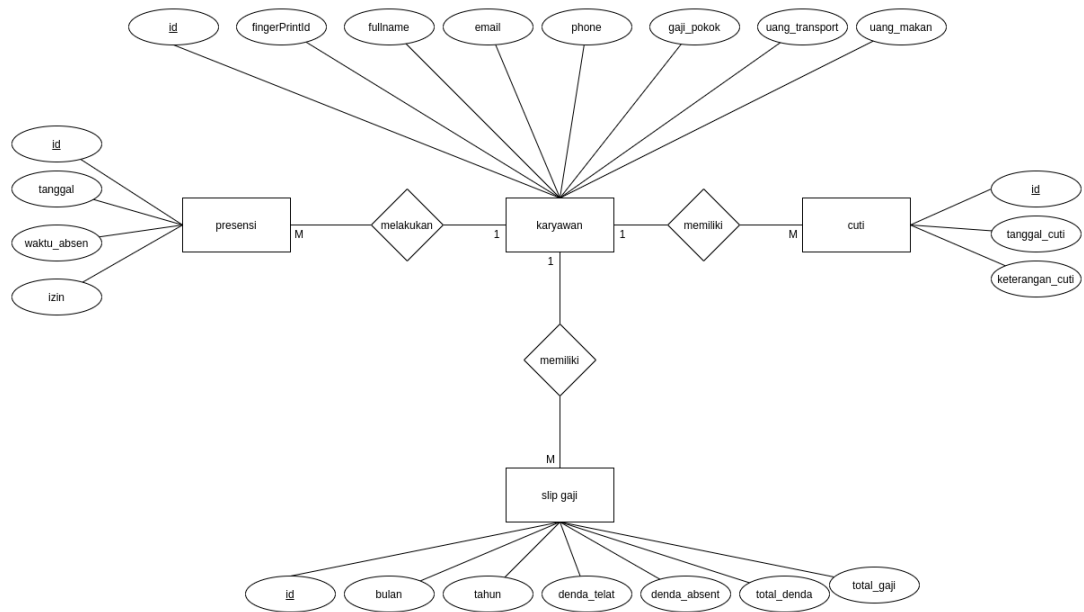 id
fingerPrintId
fullname
email
phone
gaji_pokok
uang_transport
uang_makan
id
tanggal
waktu_absen
izin
presensi
M
melakukan
1
karyawan
1
memiliki
M
cuti
id
tanggal_cuti
keterangan_cuti
1
memiliki
M
slip gaji
id
bulan
tahun
denda_telat
denda_absent
total_denda
total_gaji